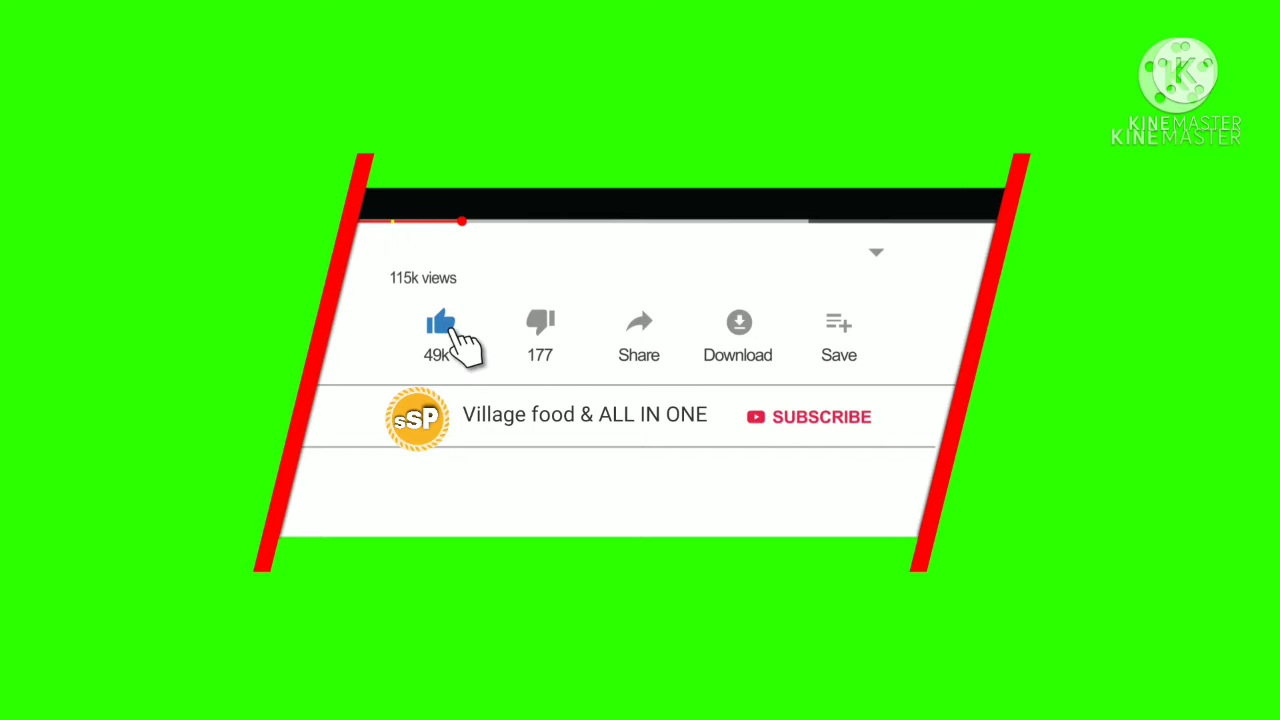 K
KINEMASTER
KINEMASTER
115k views
49k
177
Share
Download
Save
sSP
Village food & ALL IN ONE
SUBSCRIBE